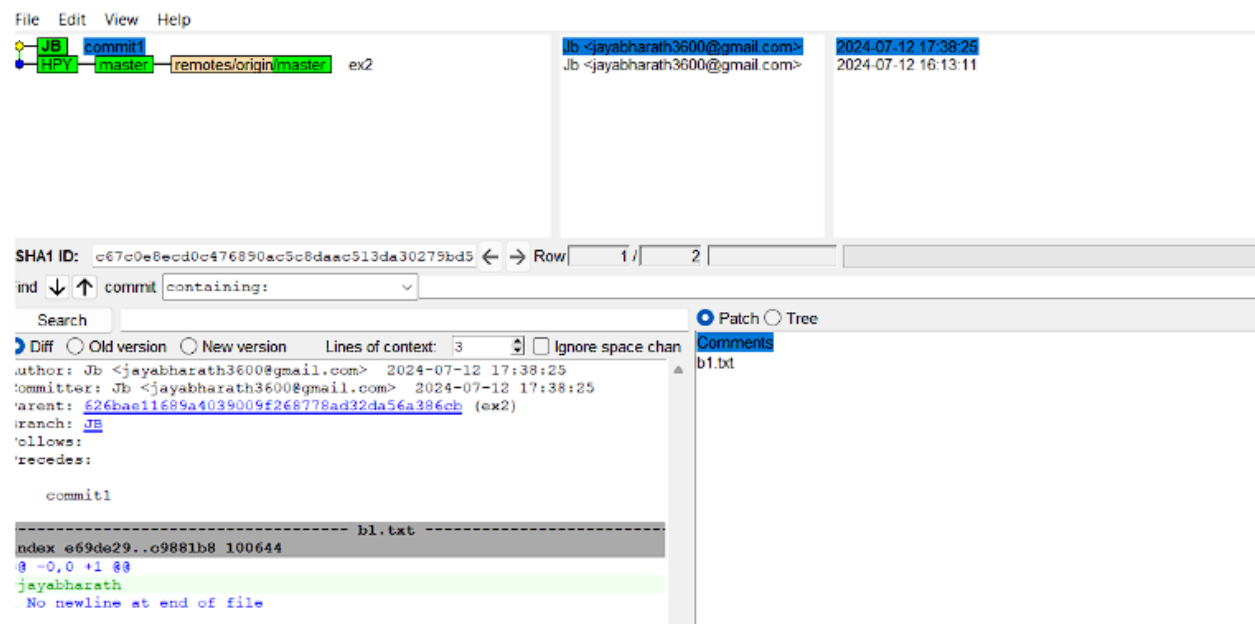 File Edit View Help
JB commit1 Jb <jayabharath3600@gmail.com> 2024-07-12 17:38:25
HPY master remotes/origin/master ex2 Jb <jayabharath3600@gmail.com> 2024-07-12 16:13:11
SHA1 ID: c67c0e8ecd0c476890ac5c8daac513da30279bd5 ← → Row 1 / 2
ind ↓ ↑ commit containing:
Search
Patch Tree
Diff Old version New version Lines of context: 3 Ignore space chan
Comments
b1.txt
uthor: Jb <jayabharath3600@gmail.com> 2024-07-12 17:38:25
ommitter: Jb <jayabharath3600@gmail.com> 2024-07-12 17:38:25
arent: 626bae11689a4039009f268778ad32da56a386cb (ex2)
ranch: JB
ollows:
recedes:
commit1
---------------------------------- b1.txt ----------------------------------
ndex e69de29..c9881b8 100644
@ -0,0 +1 @@
jayabharath
No newline at end of file